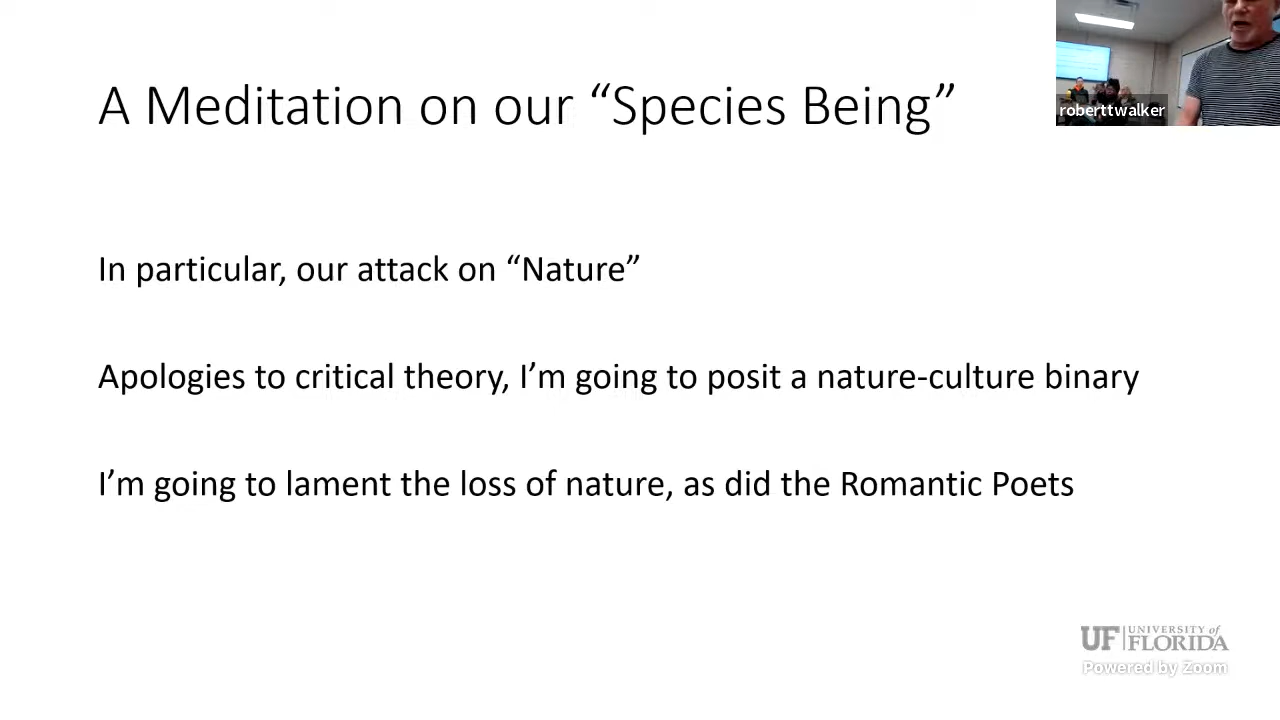 A Meditation on our “Species Being”
roberttwalker
In particular, our attack on “Nature”
Apologies to critical theory, I’m going to posit a nature-culture binary
I’m going to lament the loss of nature, as did the Romantic Poets
UF UNIVERSITY of
FLORIDA
Powered by Zoom